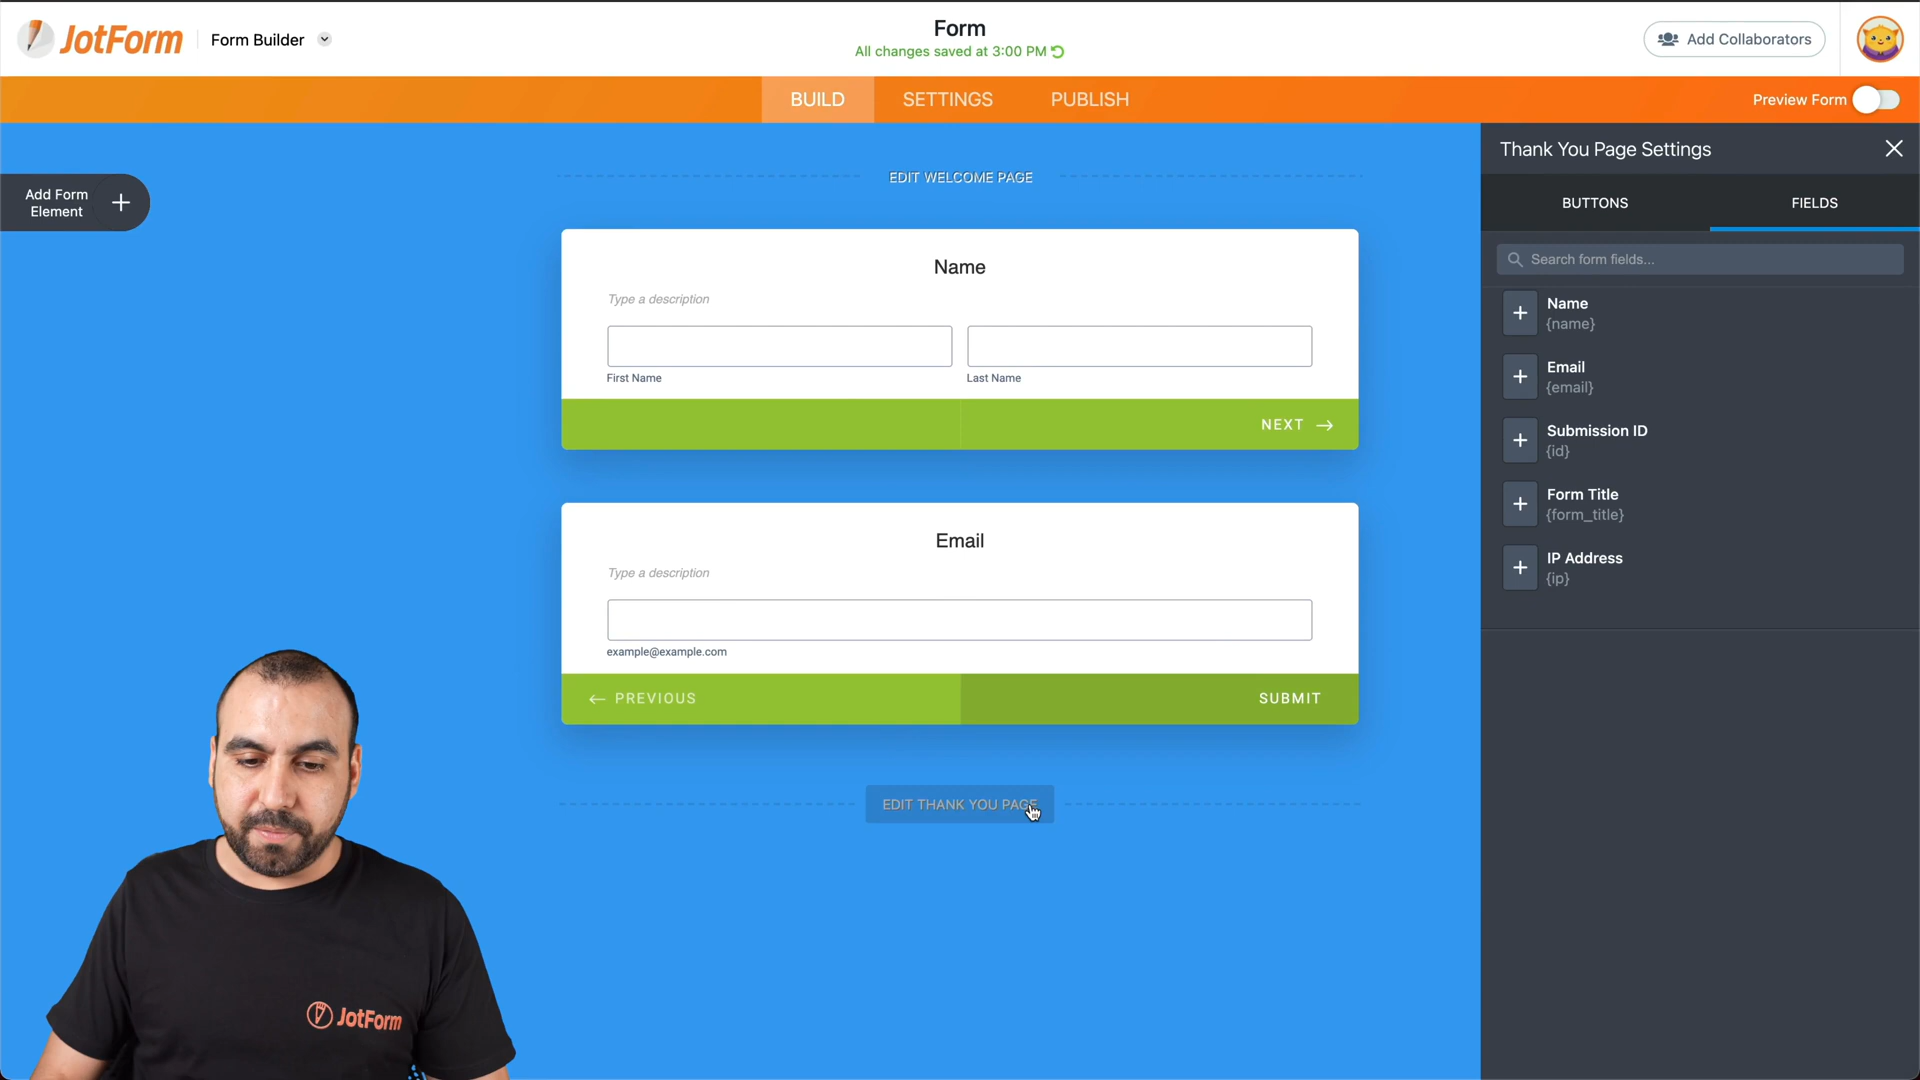 JotForm
Form Builder
Form
All changes saved at 3:00 PM
Add Collaborators
BUILD
SETTINGS
PUBLISH
Preview Form
Add Form
Element
EDIT WELCOME PAGE
Name
Type a description
First Name
Last Name
NEXT
Email
Type a description
example@example.com
PREVIOUS
SUBMIT
EDIT THANK YOU PAGE
Thank You Page Settings
BUTTONS
FIELDS
Search form fields...
Name
{name}
Email
{email}
Submission ID
{id}
Form Title
{form_title}
IP Address
{ip}
JotForm